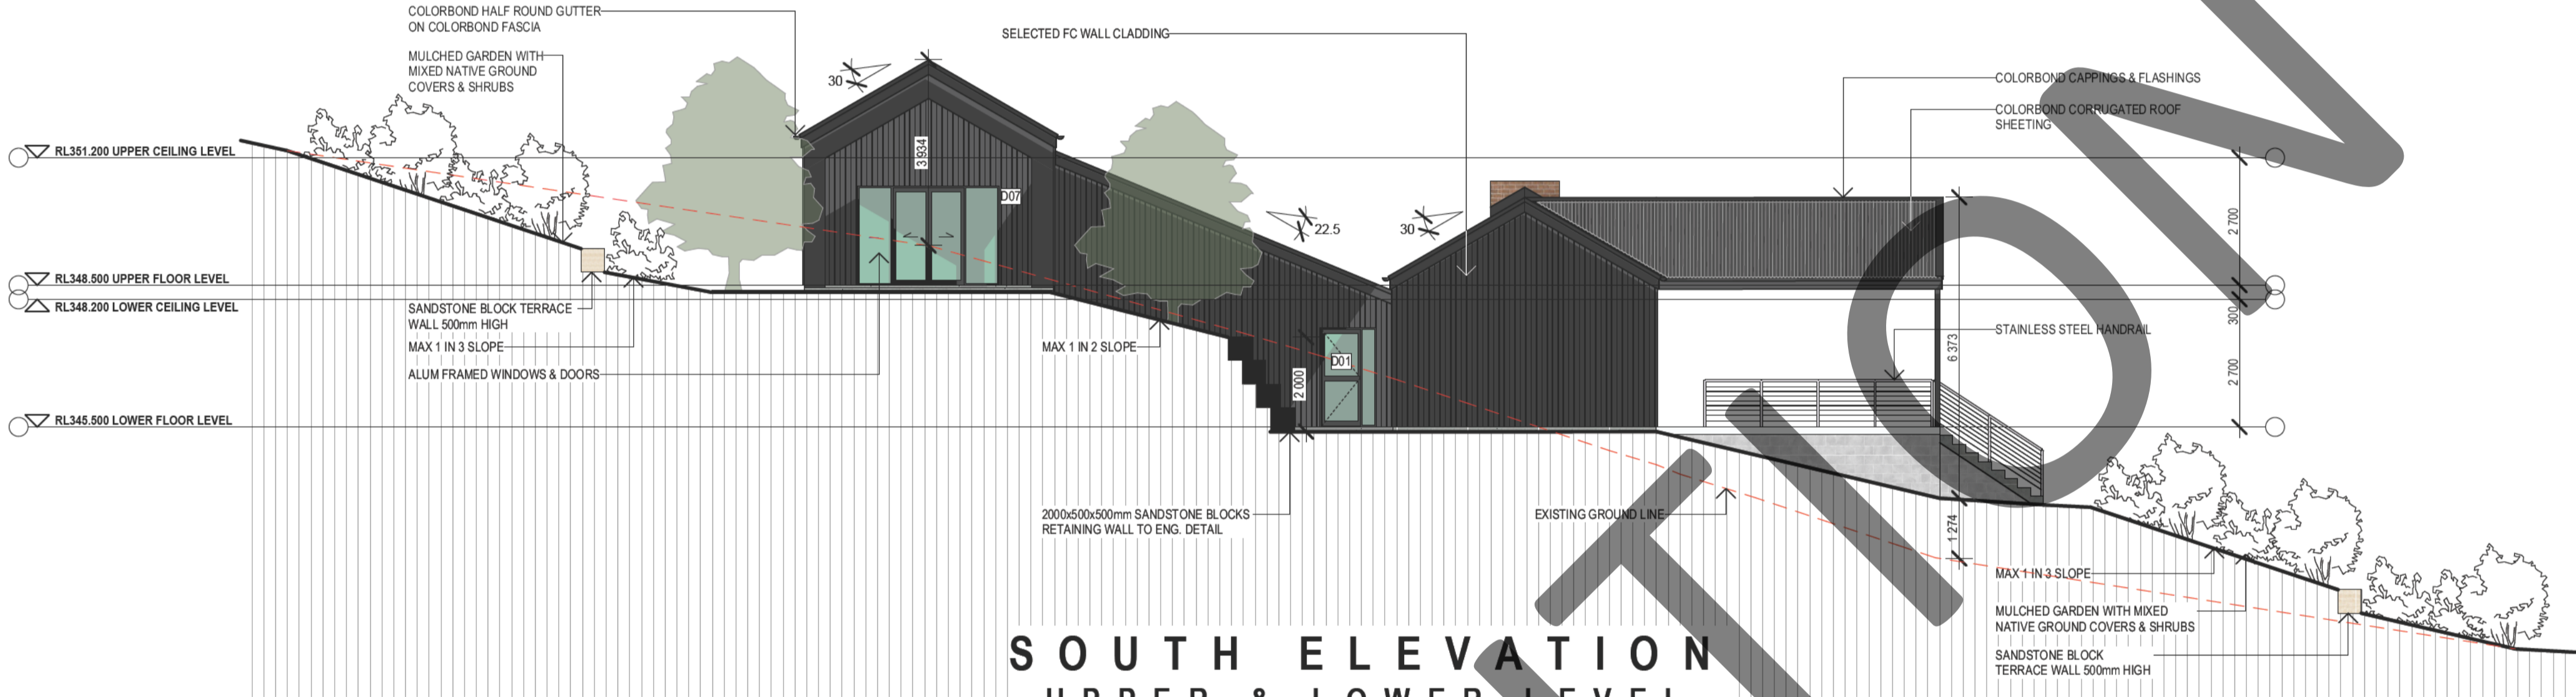 COLORBOND HALF ROUND GUTTER
ON COLORBOND FASCIA
MULCHED GARDEN WITH
MIXED NATIVE GROUND
COVERS & SHRUBS
SELECTED FC WALL CLADDING
COLORBOND CAPPINGS & FLASHINGS
COLORBOND CORRUGATED ROOF
SHEETING
30
3 934
D07
RL351.200 UPPER CEILING LEVEL
22.5
30
2 700
RL348.500 UPPER FLOOR LEVEL
RL348.200 LOWER CEILING LEVEL
300
SANDSTONE BLOCK TERRACE
WALL 500mm HIGH
MAX 1 IN 3 SLOPE
ALUM FRAMED WINDOWS & DOORS
MAX 1 IN 2 SLOPE
D01
2 000
STAINLESS STEEL HANDRAIL
6 373
2 700
RL345.500 LOWER FLOOR LEVEL
2000x500x500mm SANDSTONE BLOCKS
RETAINING WALL TO ENG. DETAIL
EXISTING GROUND LINE
1 274
MAX 1 IN 3 SLOPE
MULCHED GARDEN WITH MIXED
NATIVE GROUND COVERS & SHRUBS
SANDSTONE BLOCK
TERRACE WALL 500mm HIGH
SOUTH ELEVATION
UPPER & LOWER LEVEL